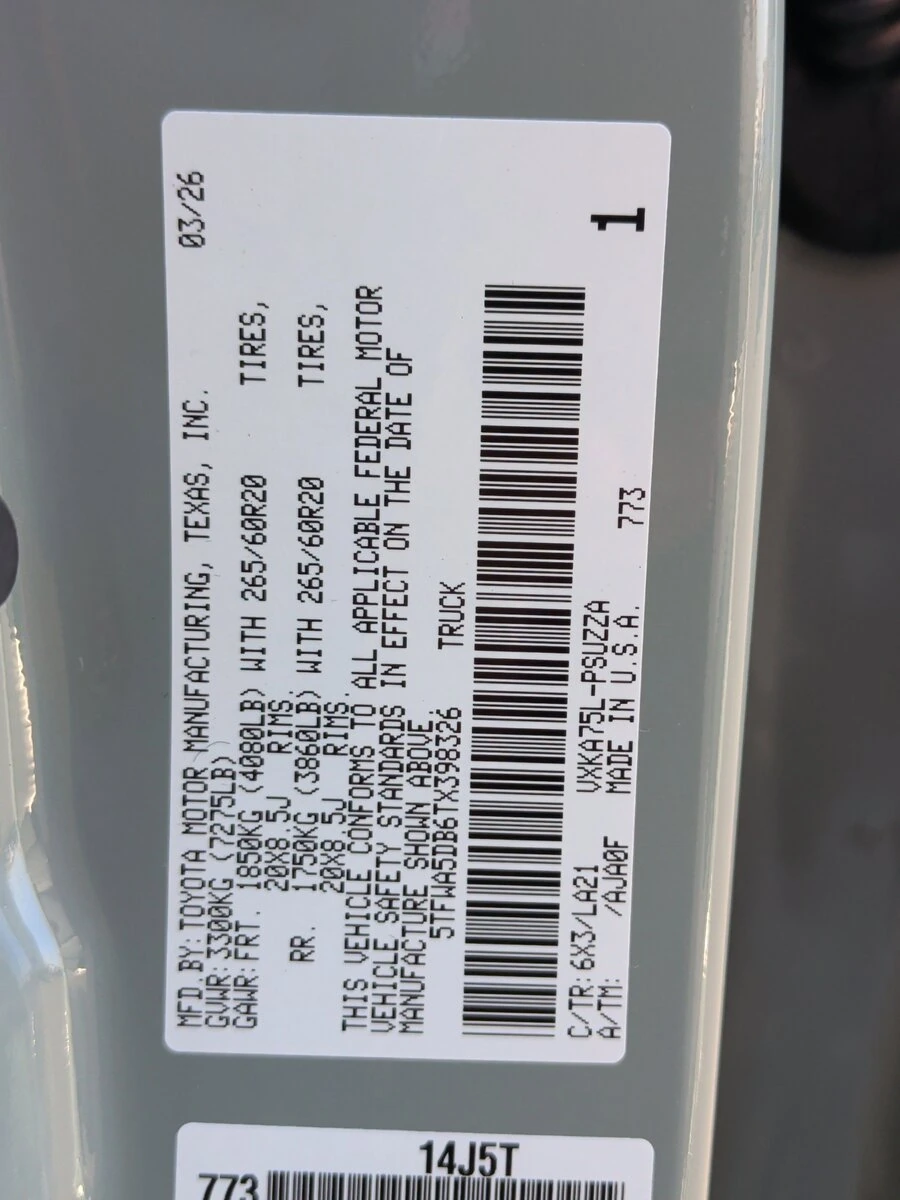 MFD.BY:TOYOTA MOTOR MANUFACTURING, TEXAS, INC. 03/26
GVWR:3300KG (7275LB)
GAWR:FRT. 1850KG (4080LB) WITH 265/60R20 TIRES,
20X8.5J RIMS.
RR. 1750KG (3860LB) WITH 265/60R20 TIRES,
20X8.5J RIMS.
THIS VEHICLE CONFORMS TO ALL APPLICABLE FEDERAL MOTOR
VEHICLE SAFETY STANDARDS IN EFFECT ON THE DATE OF
MANUFACTURE SHOWN ABOVE.
5TFWA5DB6TX398326 TRUCK
1
C/TR:6X3/LA21 VXKA75L-PSUZZA
A/TM: /AJA0F MADE IN U.S.A. 773
14J5T
773